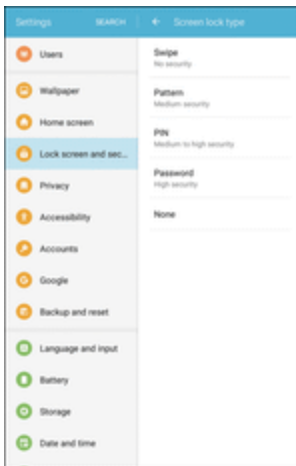 Settings
SEARCH
Users
Wallpaper
Home screen
Lock screen and sec...
Privacy
Accessibility
Accounts
Google
Backup and reset
Language and input
Battery
Storage
Date and time
Screen lock type
Swipe
No security
Pattern
Medium security
PIN
Medium to high security
Password
High security
None